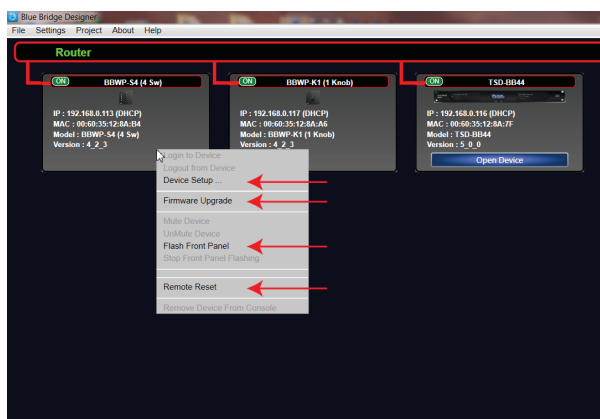 Blue Bridge Designer
File Settings Project About Help
Router
ON BBWP-S4 (4 Sw)
IP : 192.168.0.113 (DHCP)
MAC : 00:60:35:12:8A:B4
Model : BBWP-S4 (4 Sw)
Version : 4_2_3
ON BBWP-K1 (1 Knob)
IP : 192.168.0.117 (DHCP)
MAC : 00:60:35:12:8A:A6
Model : BBWP-K1 (1 Knob)
Version : 4_2_3
ON TSD-BB44
IP : 192.168.0.116 (DHCP)
MAC : 00:60:35:12:8A:7F
Model : TSD-BB44
Version : 5_0_0
Open Device
Login to Device
Logout from Device
Device Setup ...
Firmware Upgrade
Mute Device
UnMute Device
Flash Front Panel
Stop Front Panel Flashing
Remote Reset
Remove Device From Console